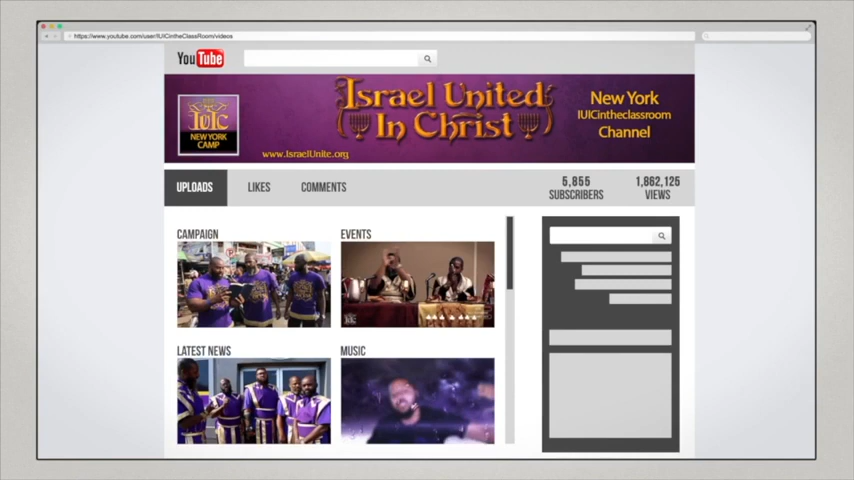 https://www.youtube.com/user/IUICintheClassRoom/videos
YouTube
IUIC
NEW YORK
CAMP
Israel United
In Christ
www.IsraelUnite.org
New York
IUICintheclassroom
Channel
UPLOADS
LIKES
COMMENTS
5,855
SUBSCRIBERS
1,862,125
VIEWS
CAMPAIGN
EVENTS
LATEST NEWS
MUSIC